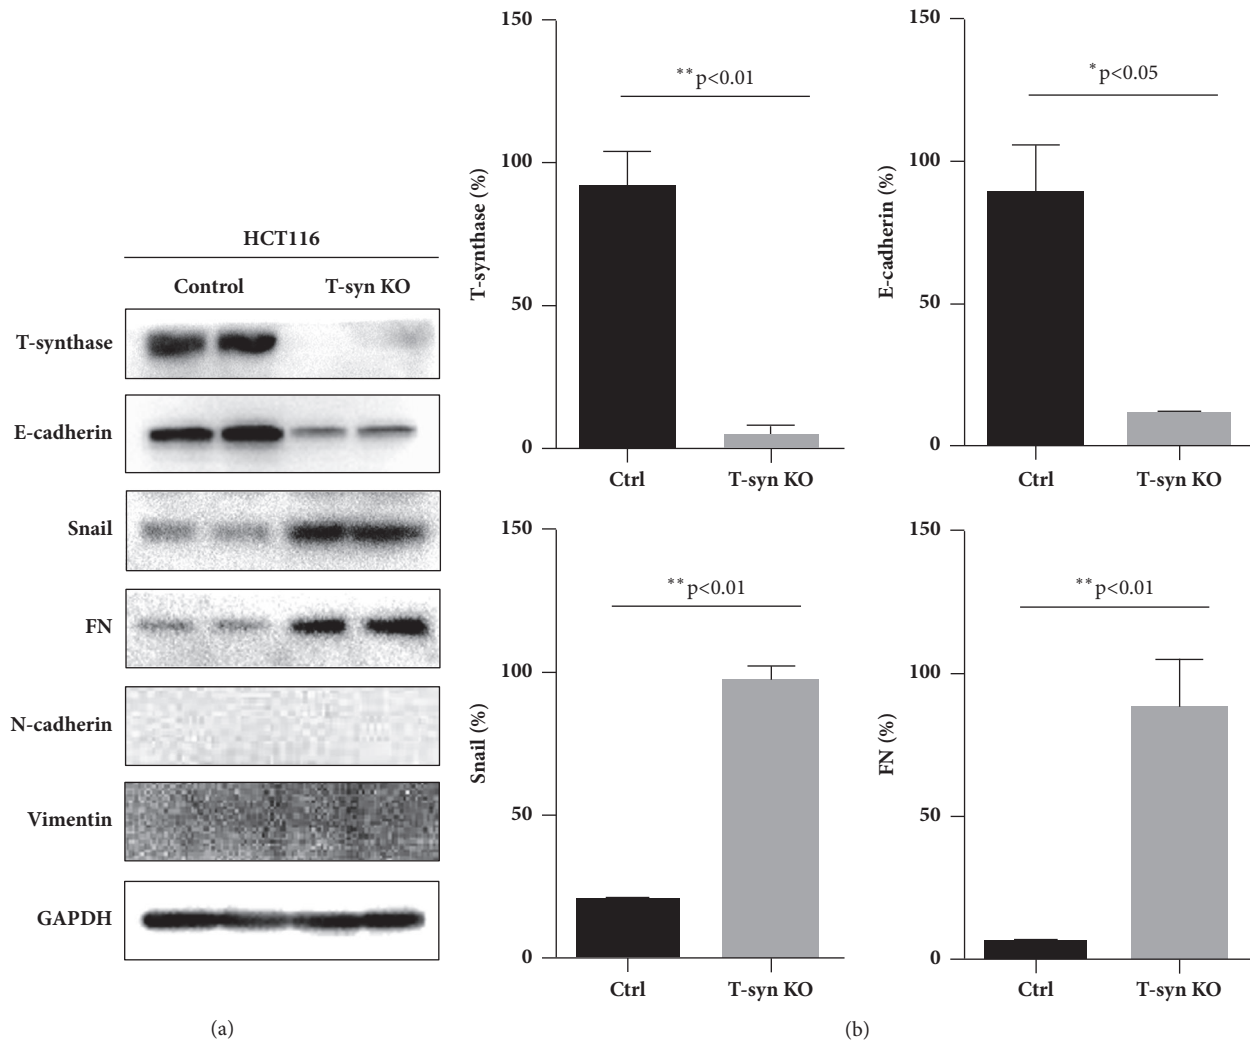 HCT116
Control T-syn KO
T-synthase
E-cadherin
Snail
FN
N-cadherin
Vimentin
GAPDH
(a)
150
100
50
0
T-synthase (%)
**p<0.01
Ctrl T-syn KO
150
100
50
0
E-cadherin (%)
*p<0.05
Ctrl T-syn KO
150
100
50
0
Snail (%)
**p<0.01
Ctrl T-syn KO
150
100
50
0
FN (%)
**p<0.01
Ctrl T-syn KO
(b)